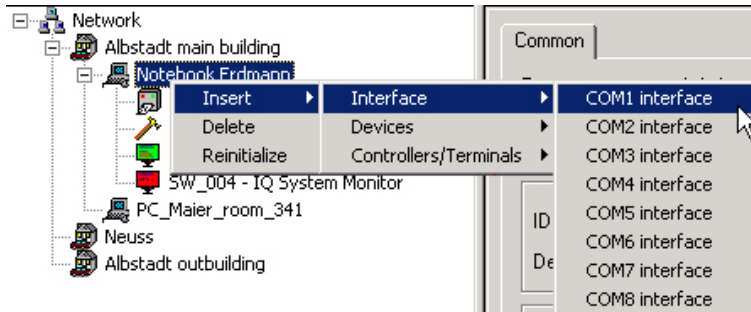 Network
Albstadt main building
Notebook Erdmann
Insert
Delete
Reinitialize
SW_004 - IQ System Monitor
PC_Maier_room_341
Neuss
Albstadt outbuilding
Interface
Devices
Controllers/Terminals
Common
COM1 interface
COM2 interface
COM3 interface
COM4 interface
COM5 interface
COM6 interface
COM7 interface
COM8 interface
ID
De